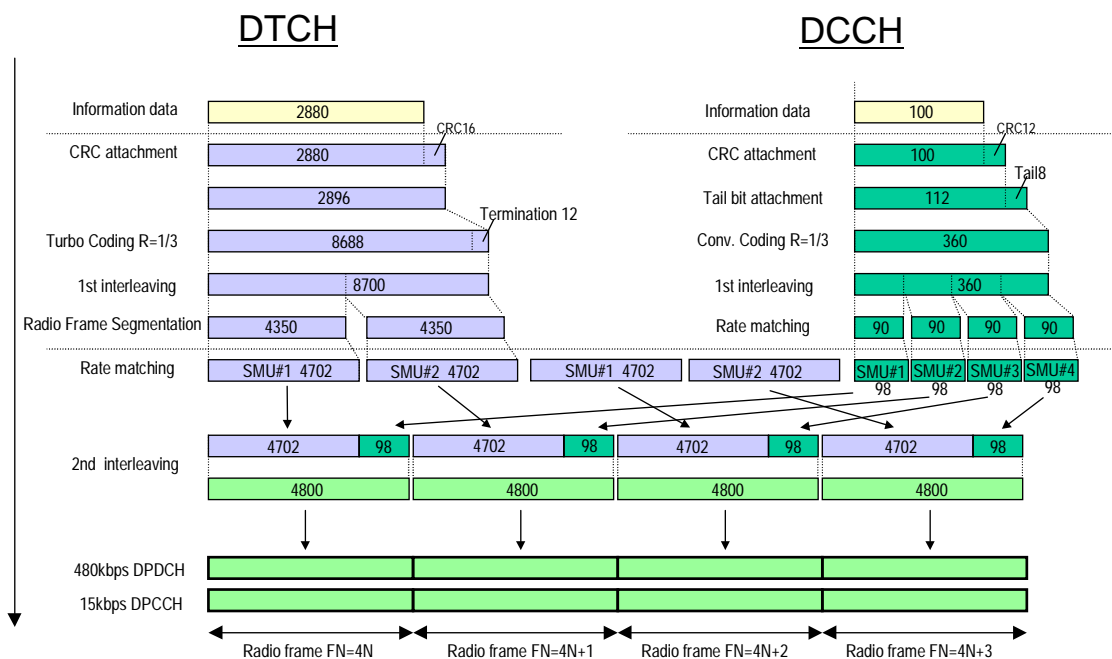 DTCH DCCH
Information data 2880 Information data 100
CRC16 CRC12
CRC attachment 2880 CRC attachment 100
Tail8
2896 Tail bit attachment 112
Termination 12
Turbo Coding R=1/3 8688 Conv. Coding R=1/3 360
1st interleaving 8700 1st interleaving 360
Radio Frame Segmentation 4350 4350 Rate matching 90 90 90 90
Rate matching SMU#1 4702 SMU#2 4702 SMU#1 4702 SMU#2 4702 SMU#1 SMU#2 SMU#3 SMU#4
98 98 98 98
4702 98 4702 98 4702 98 4702 98
2nd interleaving
4800 4800 4800 4800
480kbps DPDCH
15kbps DPCCH
Radio frame FN=4N Radio frame FN=4N+1 Radio frame FN=4N+2 Radio frame FN=4N+3